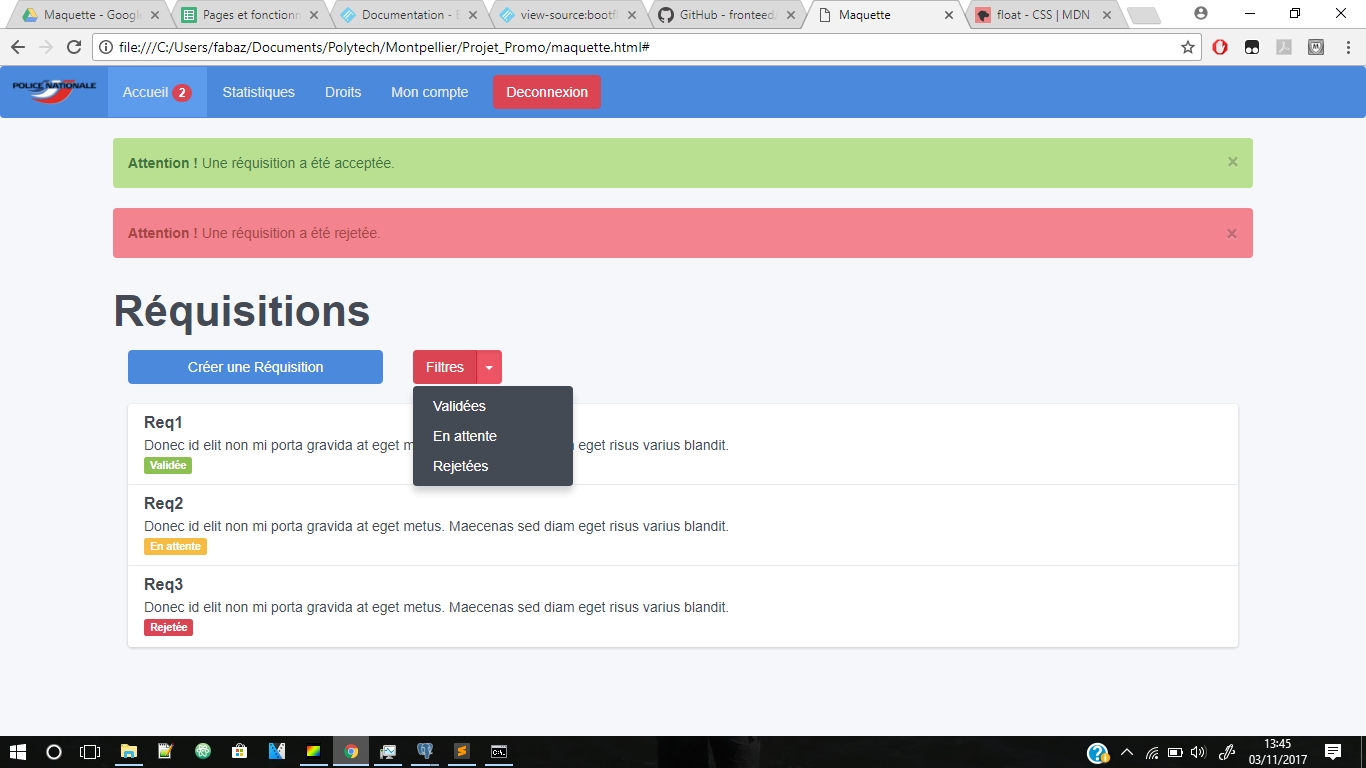 Maquette - Googl
Pages et fonctionn
Documentation - B
view-source:bootfl
GitHub - fronteeda
Maquette
float - CSS | MDN
file:///C:/Users/fabaz/Documents/Polytech/Montpellier/Projet_Promo/maquette.html#
POLICE NATIONALE
Accueil 2
Statistiques
Droits
Mon compte
Deconnexion
Attention ! Une réquisition a été acceptée.
×
Attention ! Une réquisition a été rejetée.
×
Réquisitions
Créer une Réquisition
Filtres
Validées
En attente
Rejetées
Req1
Donec id elit non mi porta gravida at eget m eget risus varius blandit.
Validée
Req2
Donec id elit non mi porta gravida at eget metus. Maecenas sed diam eget risus varius blandit.
En attente
Req3
Donec id elit non mi porta gravida at eget metus. Maecenas sed diam eget risus varius blandit.
Rejetée
13:45
03/11/2017